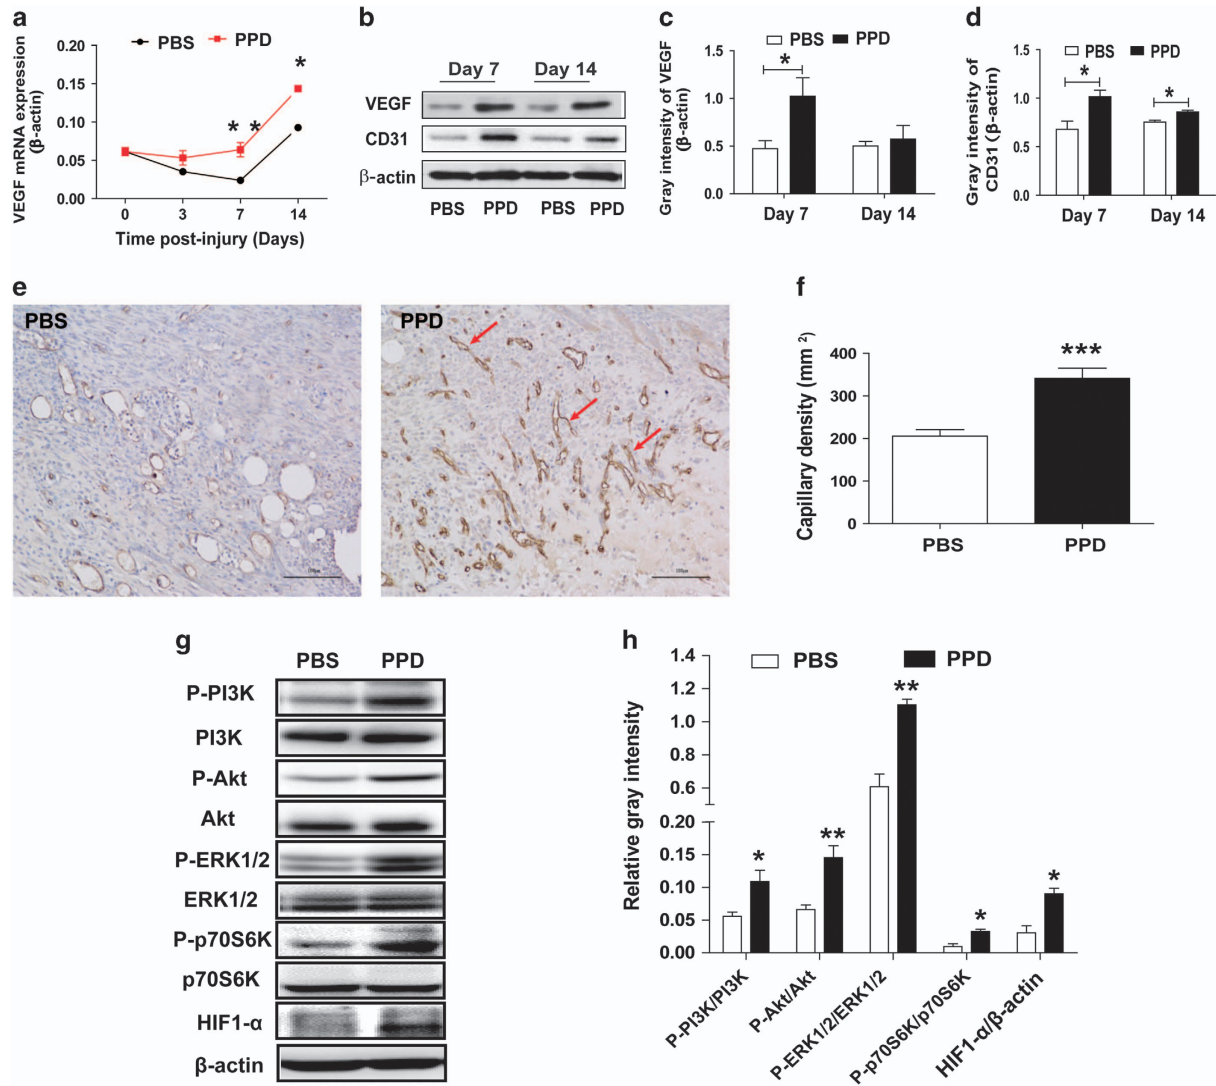 a
PBS PPD
VEGF mRNA expression
(β-actin)
0.20
0.15
0.10
0.05
0.00
* * *
0 3 7 14
Time post-injury (Days)
b
Day 7 Day 14
VEGF
CD31
β-actin
PBS PPD PBS PPD
c
PBS PPD
Gray intensity of VEGF
(β-actin)
1.5
1.0
0.5
0.0
*
Day 7 Day 14
d
PBS PPD
Gray intensity of
CD31 (β-actin)
1.5
1.0
0.5
0.0
* *
Day 7 Day 14
e
PBS
100μm
PPD
100μm
f
Capillary density (mm²)
400
300
200
100
0
***
PBS PPD
g
PBS PPD
P-PI3K
PI3K
P-Akt
Akt
P-ERK1/2
ERK1/2
P-p70S6K
p70S6K
HIF1-α
β-actin
h
PBS PPD
Relative gray intensity
1.4
1.2
1.0
0.8
0.6
0.20
0.15
0.10
0.05
0.00
* ** ** * *
P-PI3K/PI3K
P-Akt/Akt
P-ERK1/2/ERK1/2
P-p70S6K/p70S6K
HIF1-α/β-actin